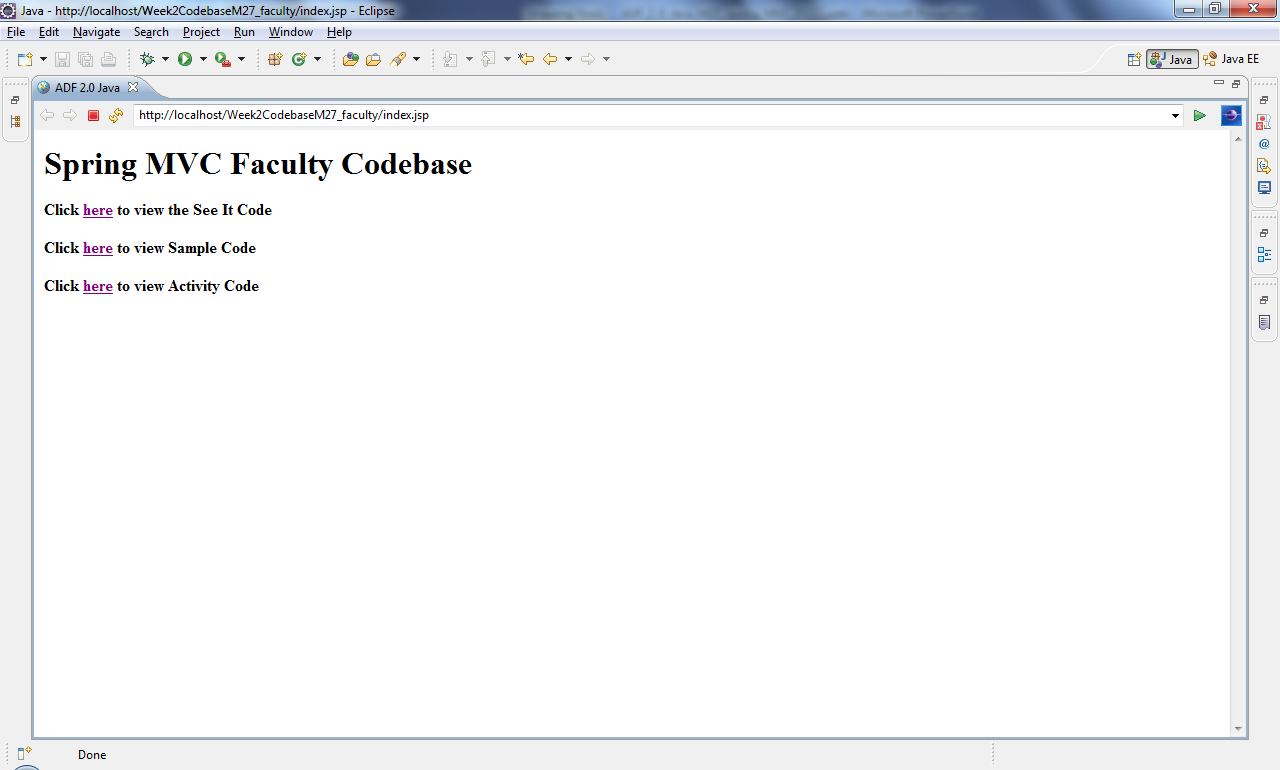 Java - http://localhost/Week2CodebaseM27_faculty/index.jsp - Eclipse
File Edit Navigate Search Project Run Window Help
Java Java EE
ADF 2.0 Java
http://localhost/Week2CodebaseM27_faculty/index.jsp
Spring MVC Faculty Codebase
Click here to view the See It Code
Click here to view Sample Code
Click here to view Activity Code
Done